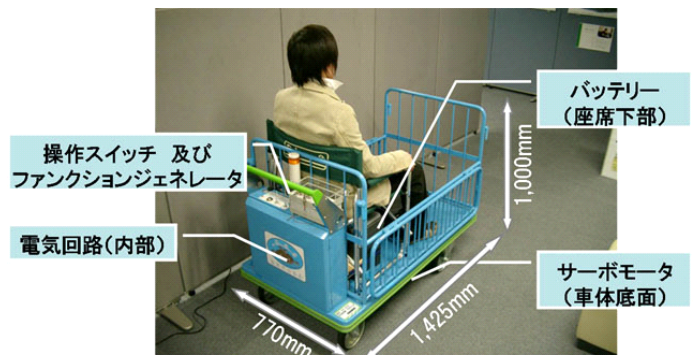 バッテリー
(座席下部)
操作スイッチ 及び
ファンクションジェネレータ
電気回路(内部)
サーボモータ
(車体底面)
1,000mm
1,425mm
770mm